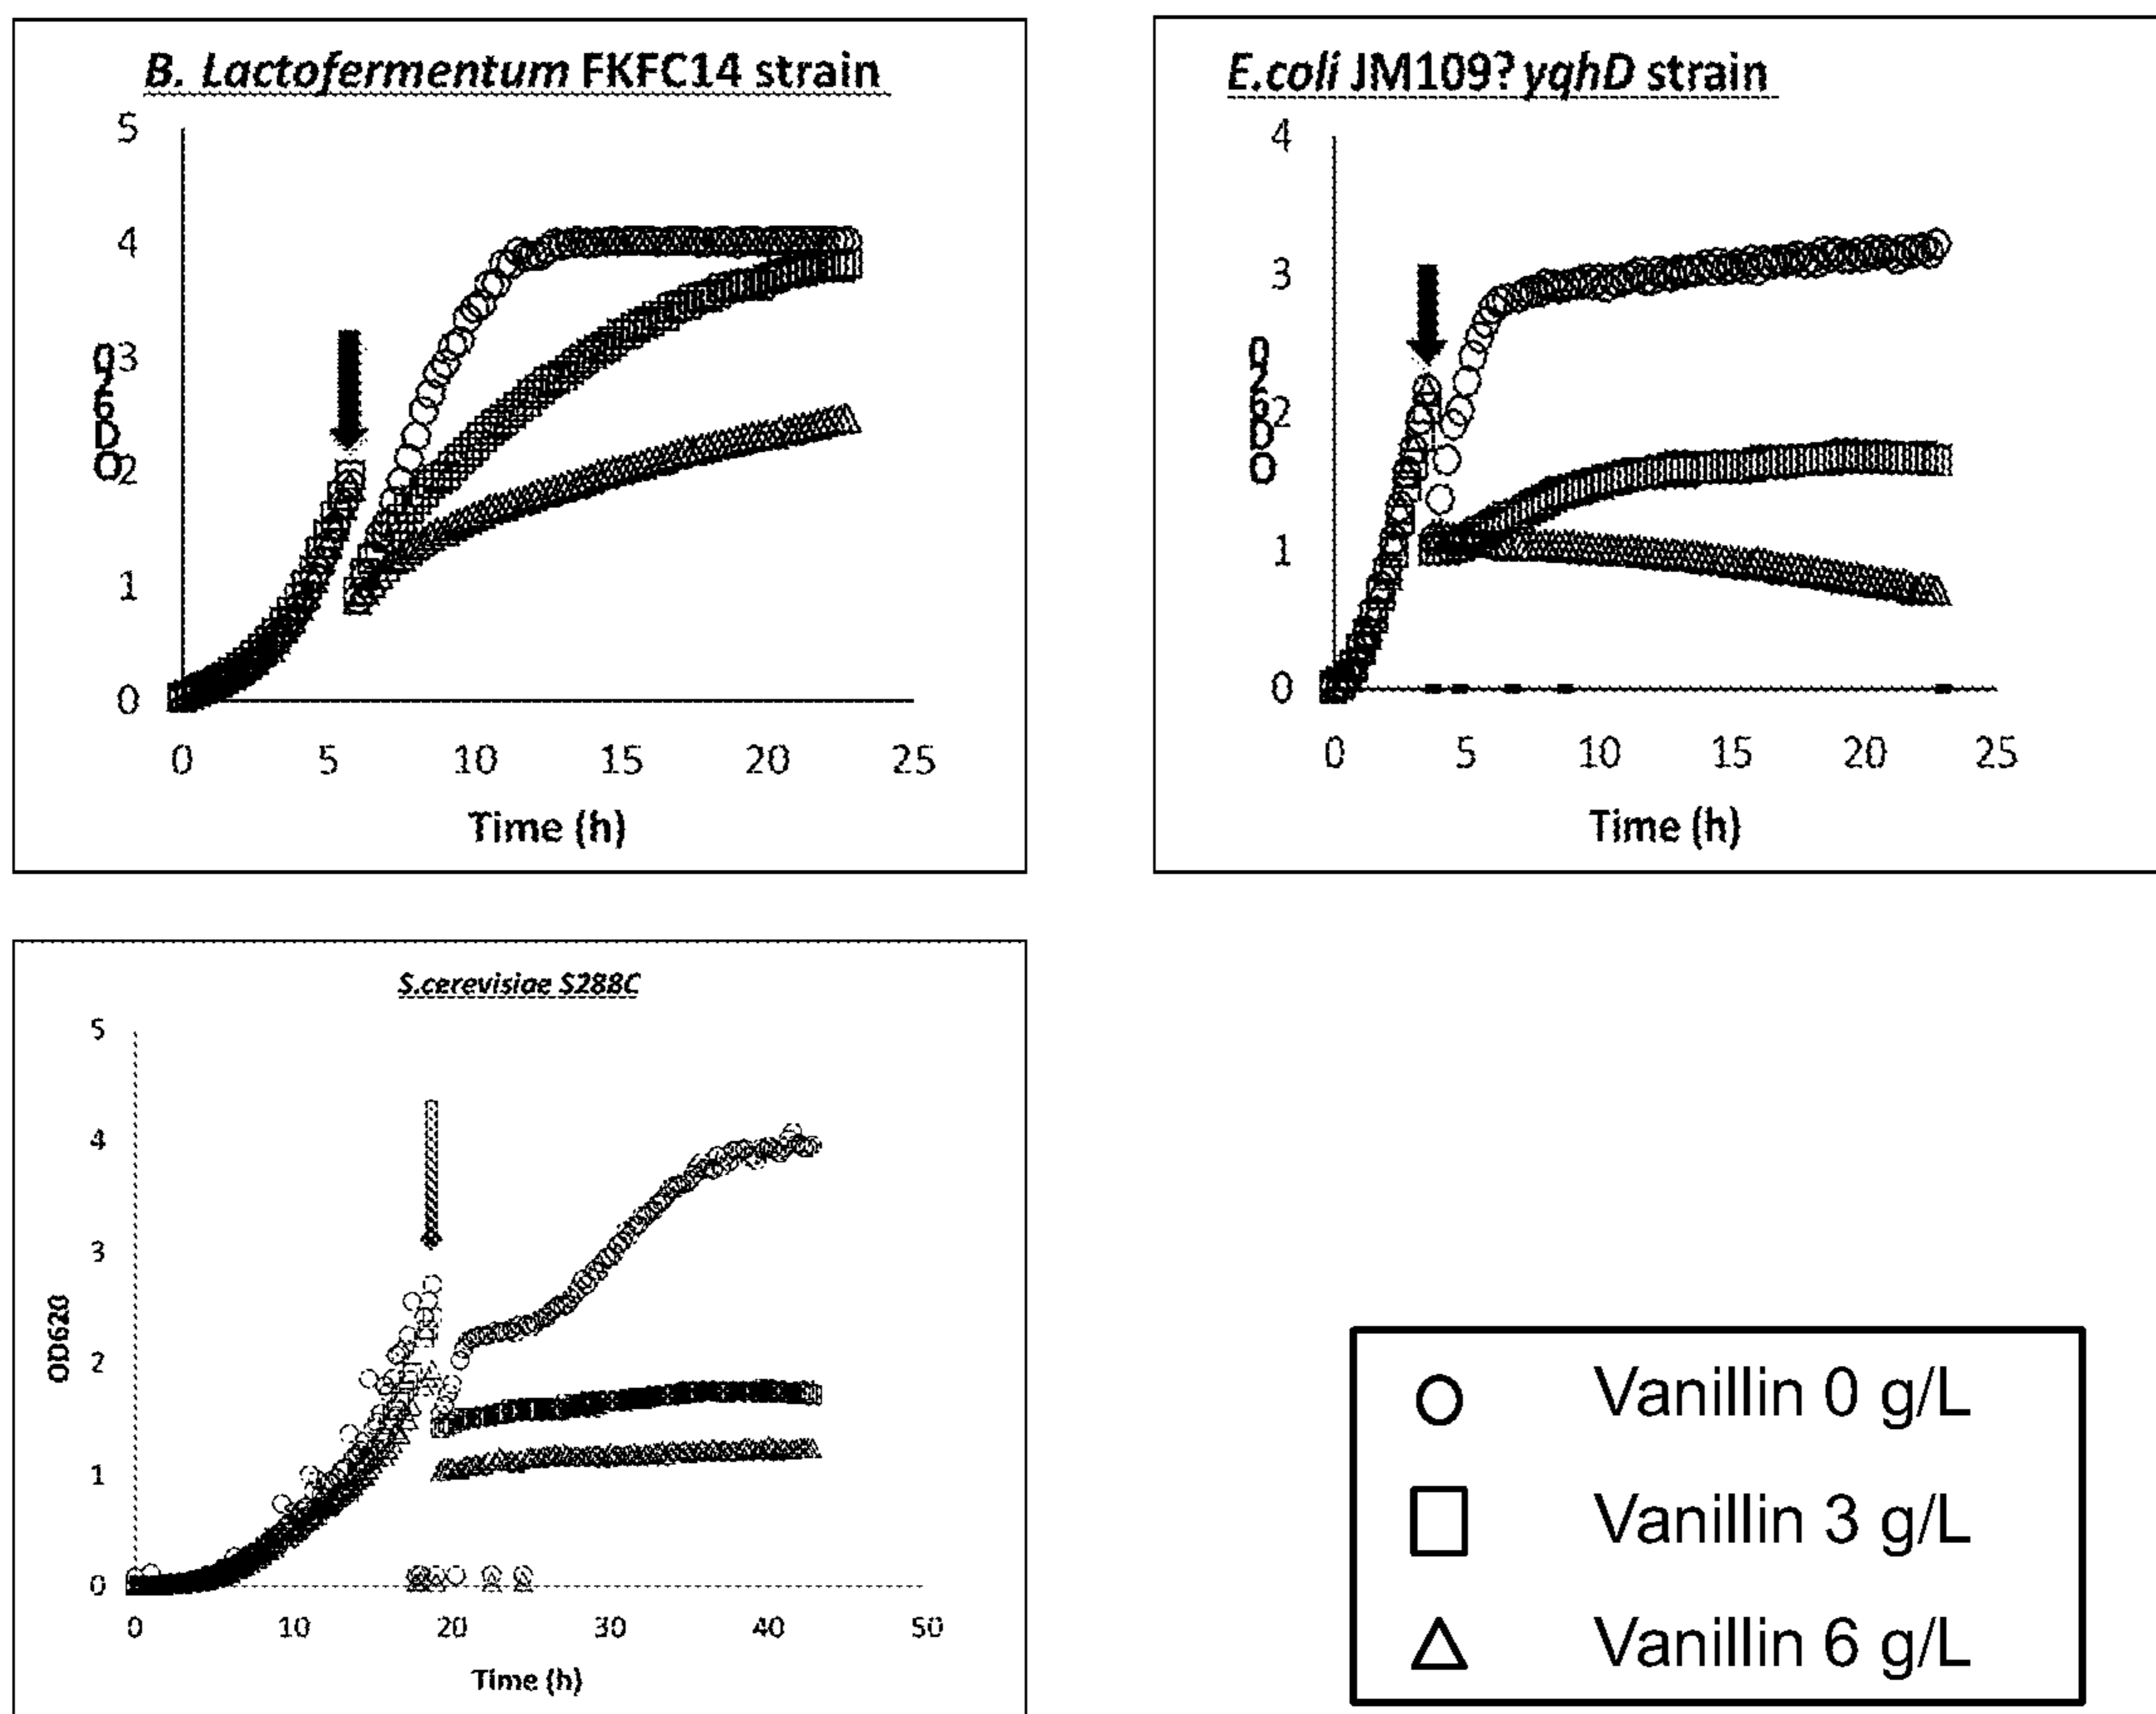 B. Lactofermentum FKFC14 strain
5
4
3
2
1
0
OD620
0 5 10 15 20 25
Time (h)
E.coli JM109? yqhD strain
4
3
2
1
0
OD620
0 5 10 15 20 25
Time (h)
S.cerevisiae S288C
5
4
3
2
1
0
OD620
0 10 20 30 40 50
Time (h)
Vanillin 0 g/L
Vanillin 3 g/L
Vanillin 6 g/L